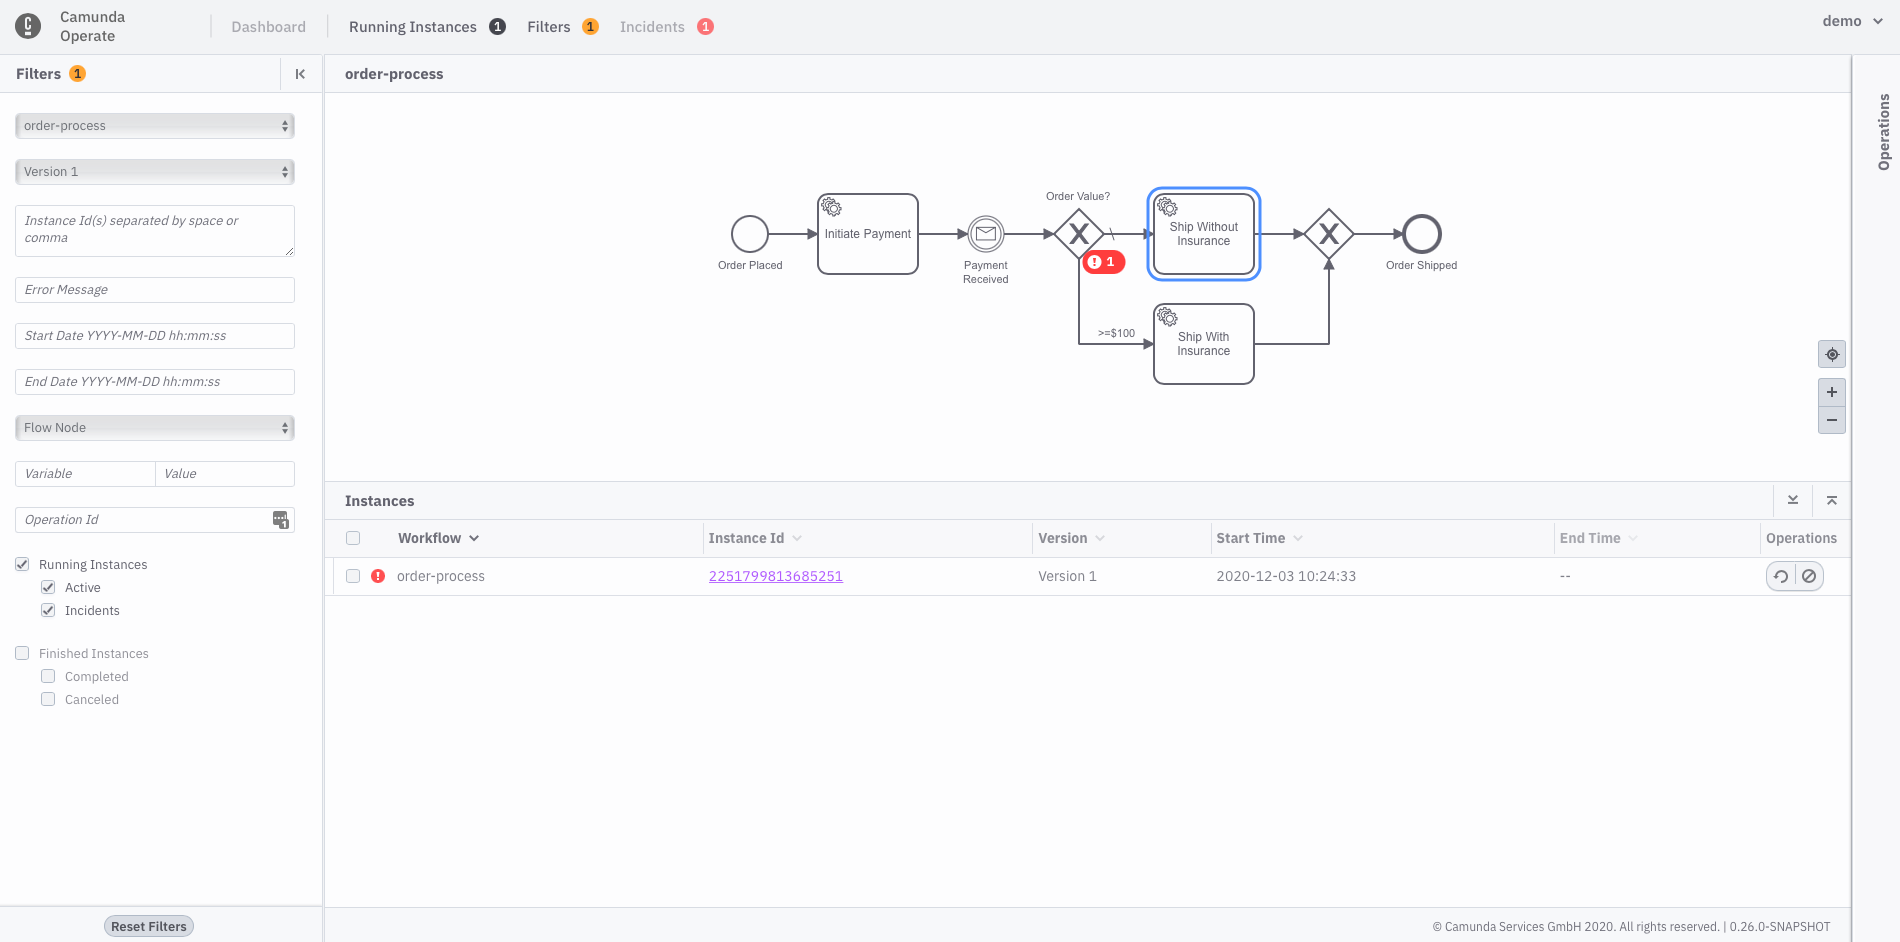 Camunda
Operate
Dashboard
Running Instances 1
Filters 1
Incidents 1
demo
Filters 1
order-process
Version 1
Instance Id(s) separated by space or
comma
Error Message
Start Date YYYY-MM-DD hh:mm:ss
End Date YYYY-MM-DD hh:mm:ss
Flow Node
Variable
Value
Operation Id
Running Instances
Active
Incidents
Finished Instances
Completed
Canceled
Reset Filters
order-process
Order Placed
Initiate Payment
Payment
Received
Order Value?
1
>=$100
Ship Without
Insurance
Ship With
Insurance
Order Shipped
Operations
Instances
Workflow
Instance Id
Version
Start Time
End Time
Operations
order-process
2251799813685251
Version 1
2020-12-03 10:24:33
--
© Camunda Services GmbH 2020. All rights reserved. | 0.26.0-SNAPSHOT